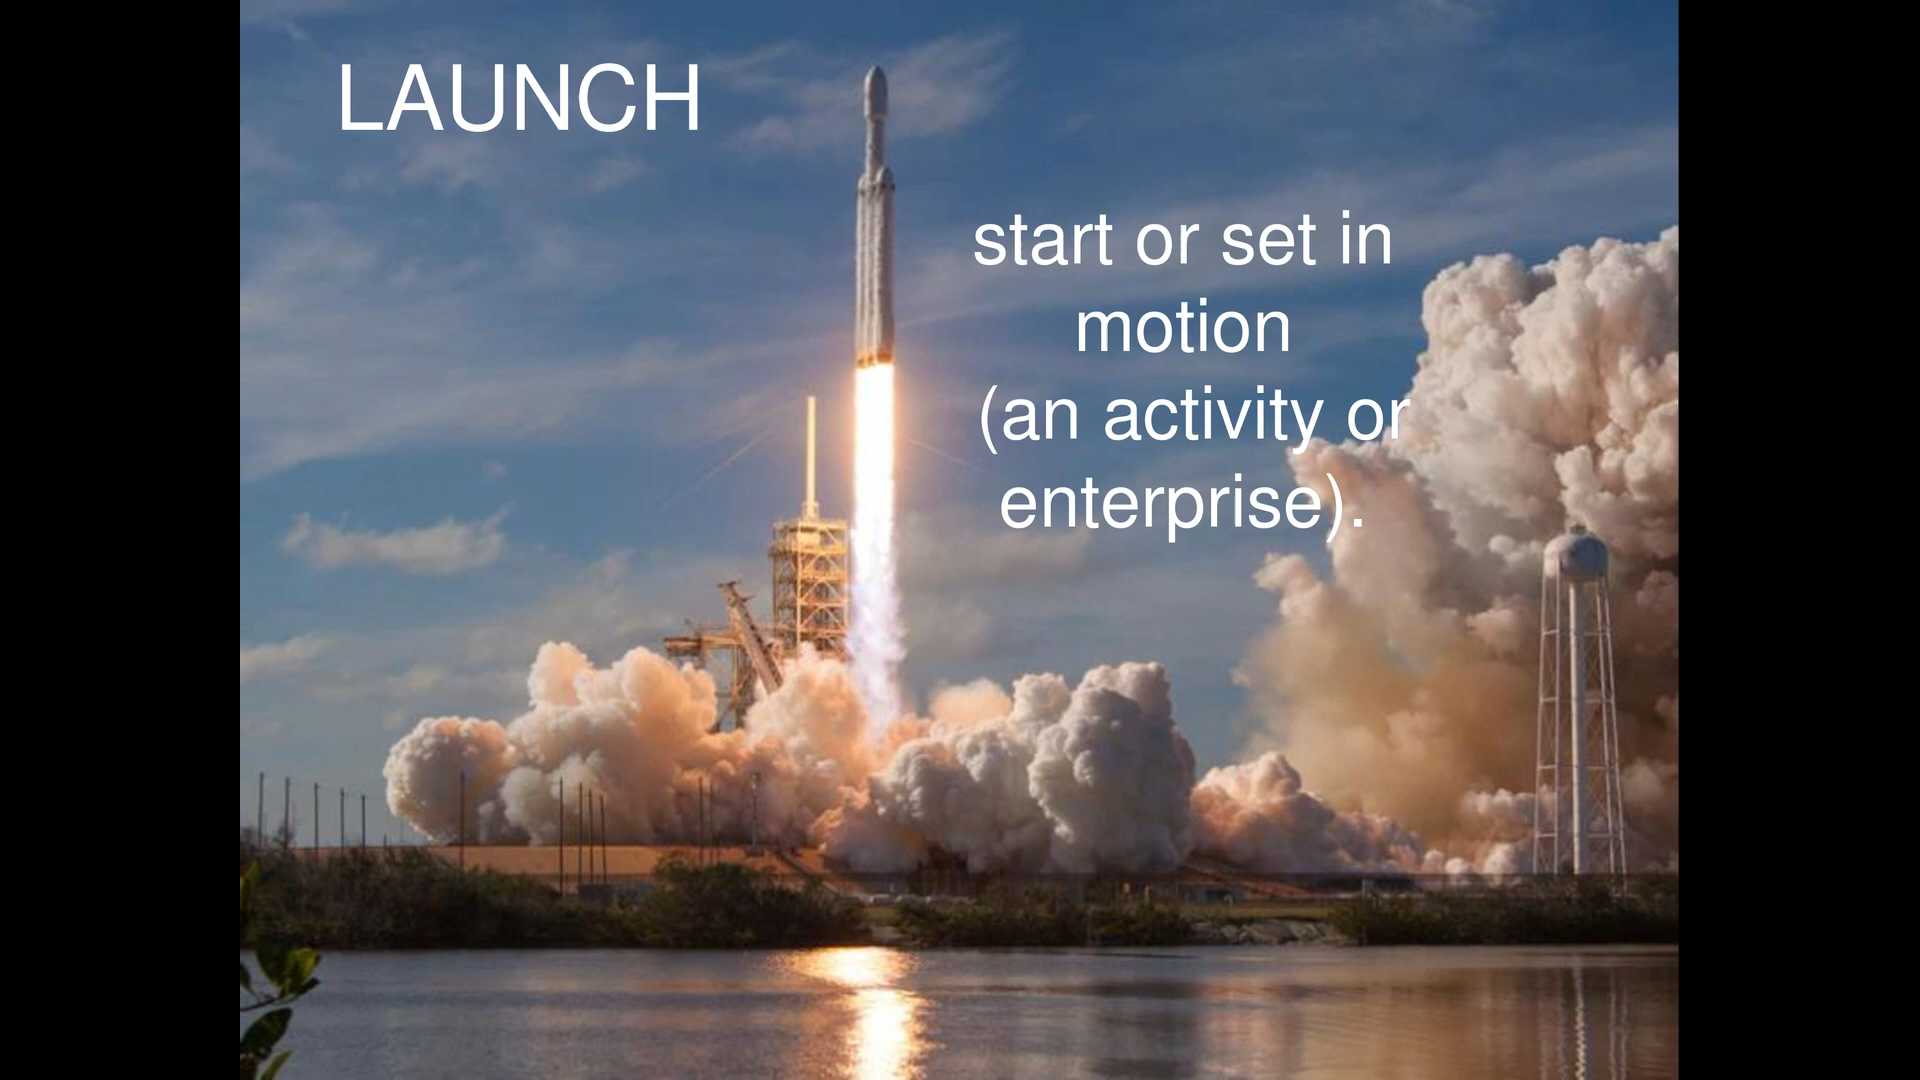 LAUNCH
start or set in
motion
(an activity or
enterprise).